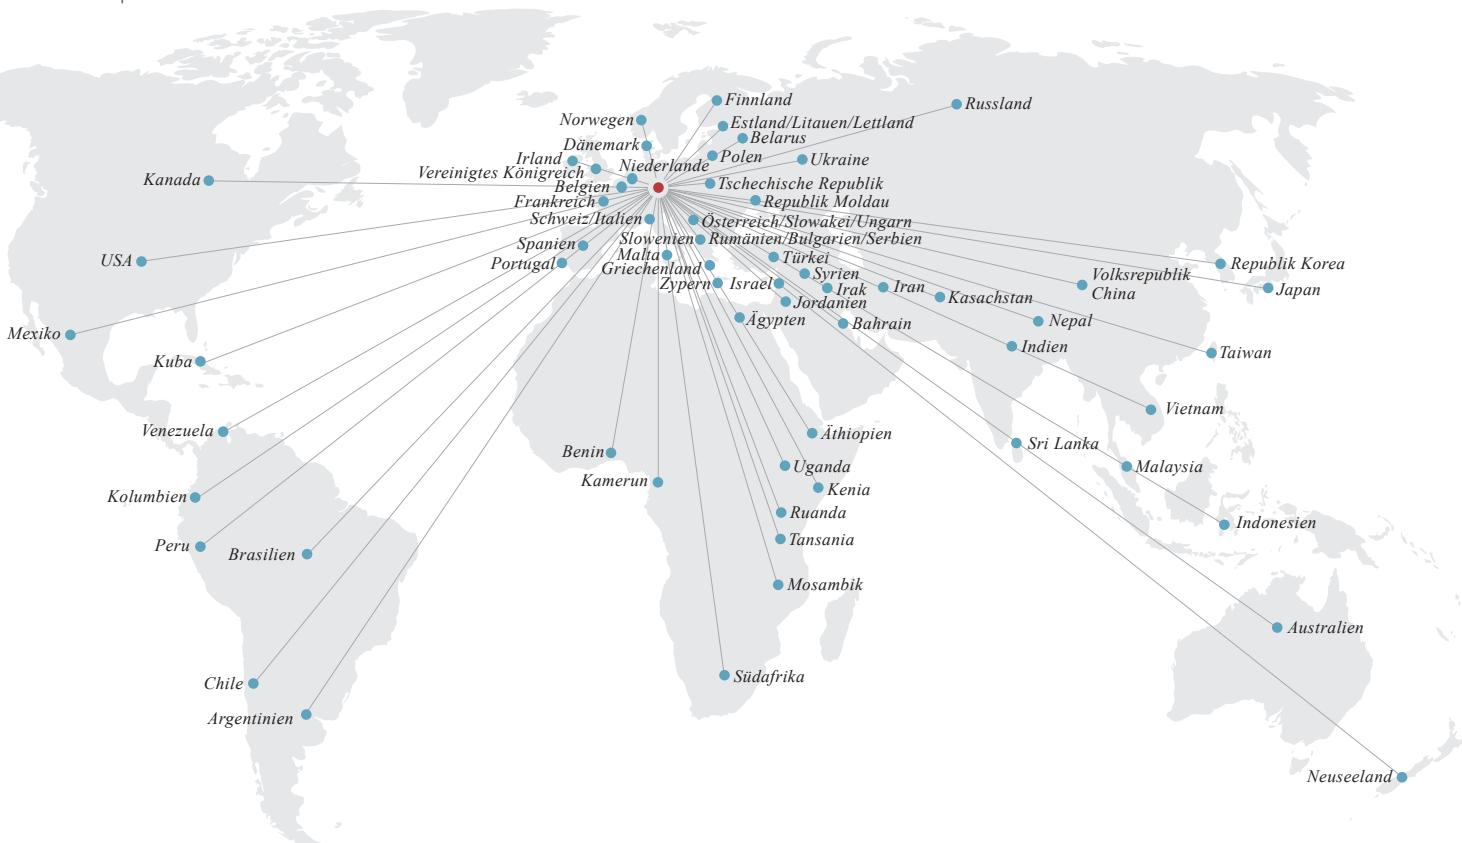 Finnland
Russland
Norwegen
Estland/Litauen/Lettland
Belarus
Dänemark
Irland
Polen
Ukraine
Vereinigtes Königreich
Niederlande
Kanada
Belgien
Tschechische Republik
Frankreich
Republik Moldau
Schweiz/Italien
Österreich/Slowakei/Ungarn
Spanien
Slowenien
Rumänien/Bulgarien/Serbien
USA
Portugal
Malta
Türkei
Griechenland
Syrien
Zypern
Israel
Irak
Iran
Kasachstan
Volksrepublik
China
Republik Korea
Japan
Jordanien
Ägypten
Bahrain
Nepal
Mexiko
Indien
Taiwan
Kuba
Vietnam
Venezuela
Äthiopien
Sri Lanka
Benin
Uganda
Malaysia
Kamerun
Kenia
Kolumbien
Ruanda
Indonesien
Peru
Brasilien
Tansania
Mosambik
Australien
Chile
Südafrika
Argentinien
Neuseeland